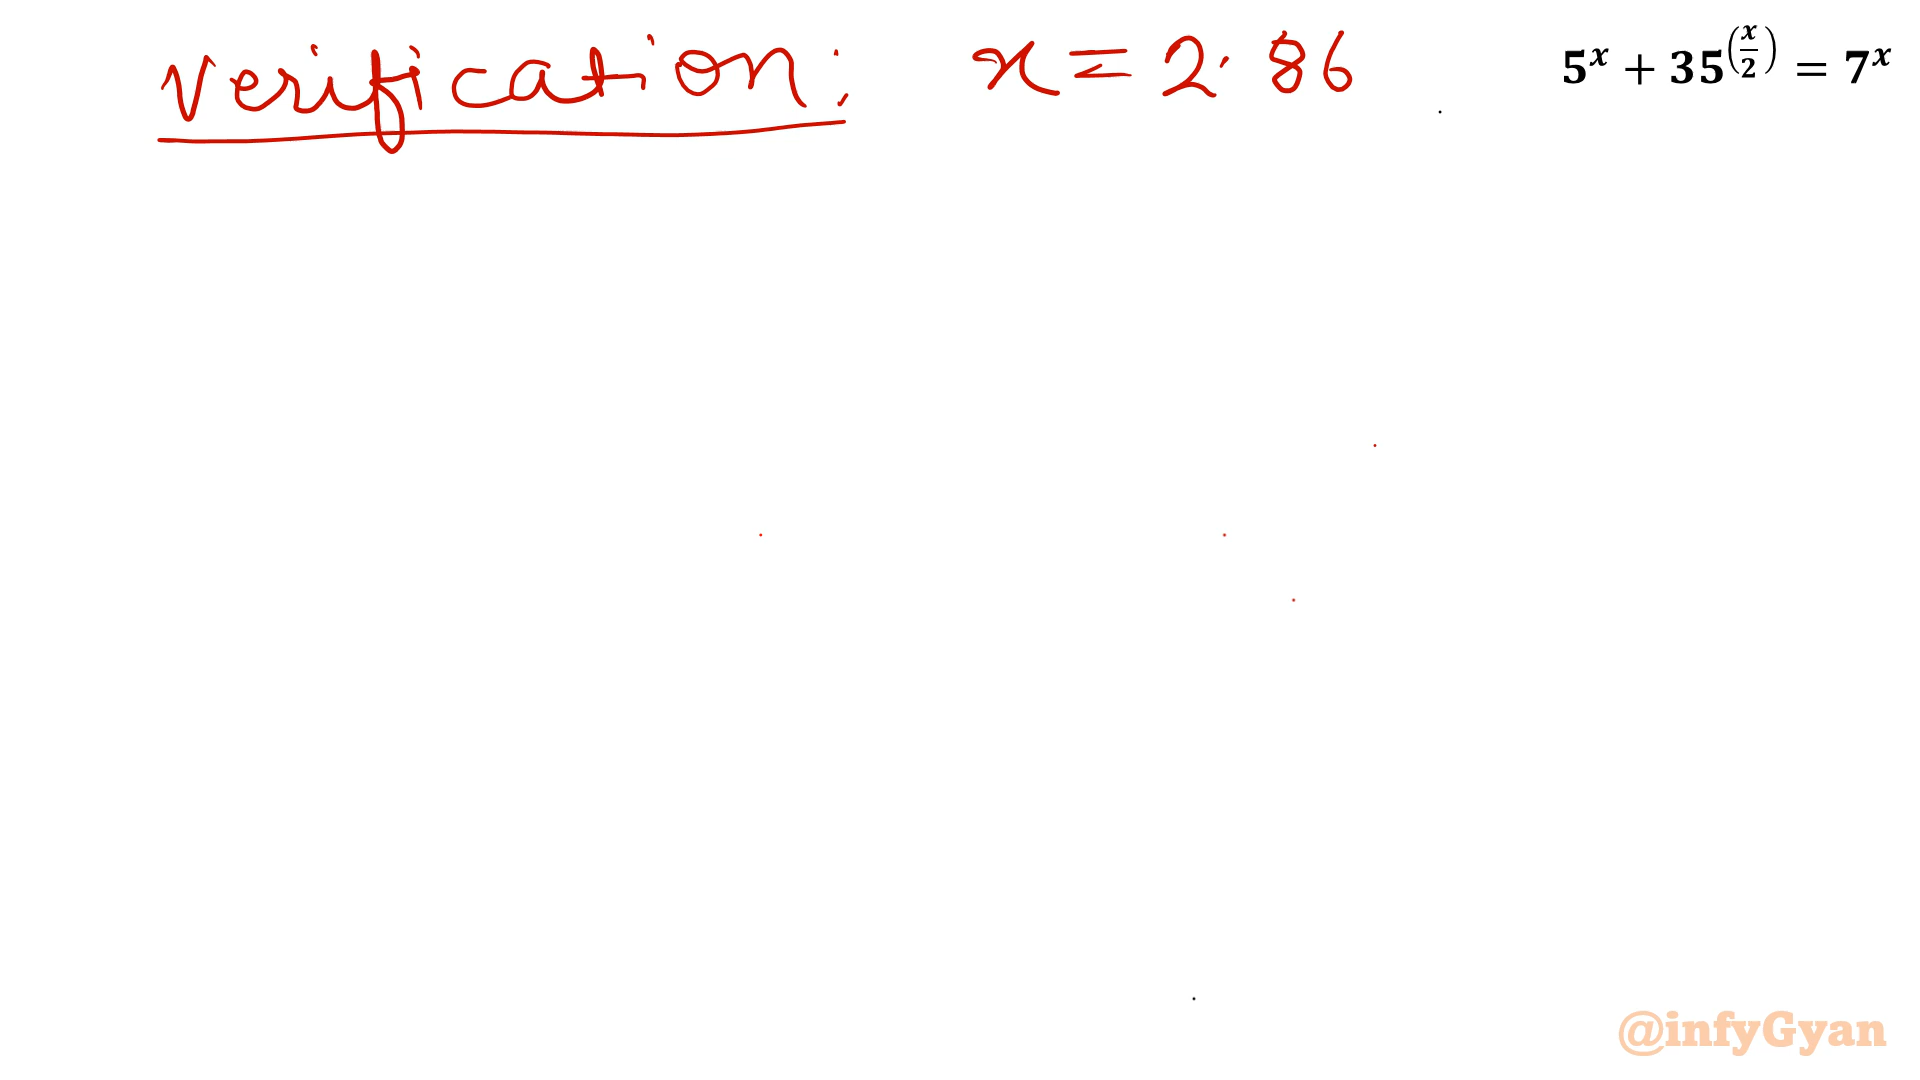 verification: x = 2.86
5^x + 35^(x/2) = 7^x
@infyGyan